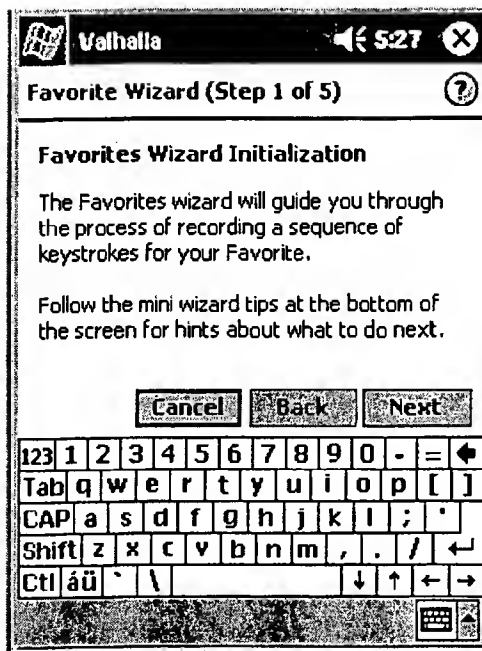 Valhalla 5:27
Favorite Wizard (Step 1 of 5) ?
Favorites Wizard Initialization
The Favorites wizard will guide you through
the process of recording a sequence of
keystrokes for your Favorite.
Follow the mini wizard tips at the bottom of
the screen for hints about what to do next.
Cancel Back Next
123 1 2 3 4 5 6 7 8 9 0 - =
Tab q w e r t y u i o p [ ]
CAP a s d f g h j k l ; '
Shift z x c v b n m , . / ↵
Ctl áü ` \ ↓ ↑ ← →